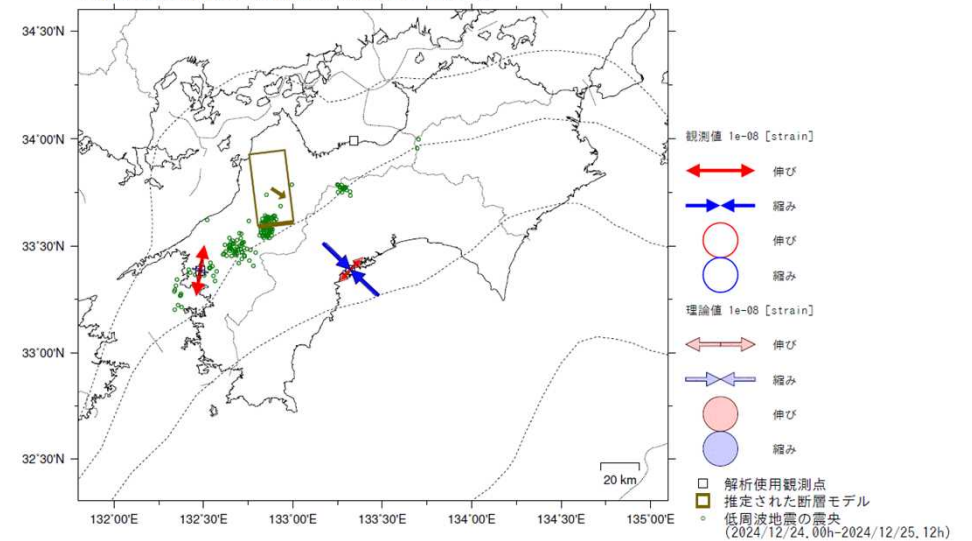 34°30'N
34°00'N
33°30'N
33°00'N
32°30'N
132°00'E
132°30'E
133°00'E
133°30'E
134°00'E
134°30'E
135°00'E
20 km
観測値 1e-08 [strain]
伸び
縮み
伸び
縮み
理論値 1e-08 [strain]
伸び
縮み
伸び
縮み
解析使用観測点
推定された断層モデル
低周波地震の震央
(2024/12/24.00h-2024/12/25.12h)